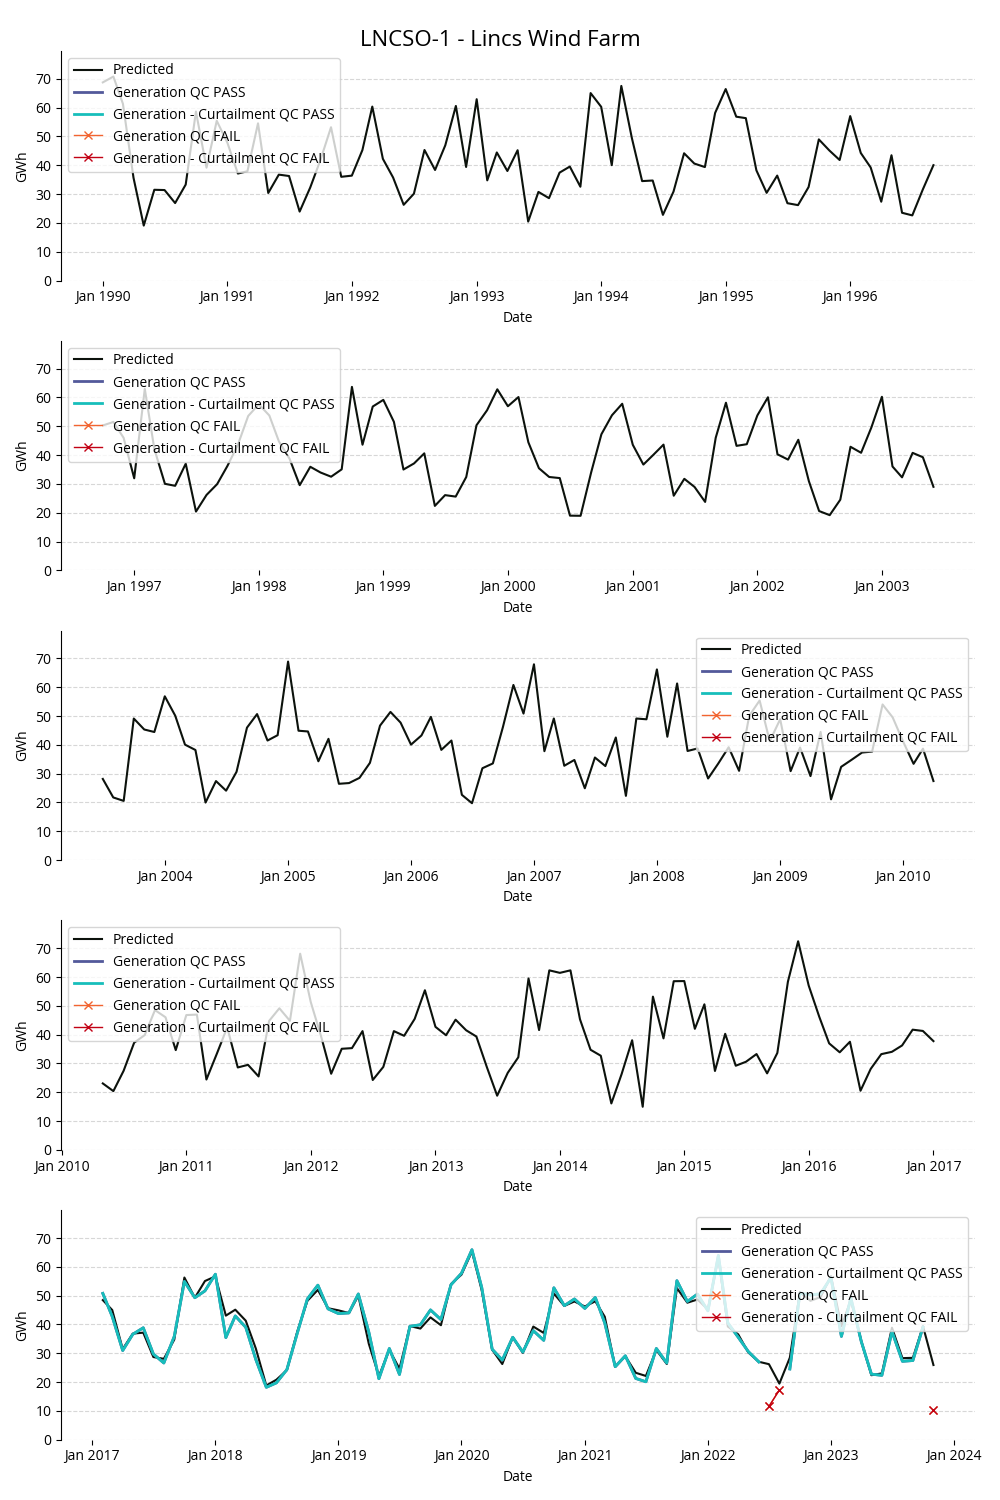 LNCSO-1 - Lincs Wind Farm
Predicted
Generation QC PASS
Generation - Curtailment QC PASS
Generation QC FAIL
Generation - Curtailment QC FAIL
GWh
70
60
50
40
30
20
10
0
Jan 1990 Jan 1991 Jan 1992 Jan 1993 Jan 1994 Jan 1995 Jan 1996
Date
Predicted
Generation QC PASS
Generation - Curtailment QC PASS
Generation QC FAIL
Generation - Curtailment QC FAIL
GWh
70
60
50
40
30
20
10
0
Jan 1997 Jan 1998 Jan 1999 Jan 2000 Jan 2001 Jan 2002 Jan 2003
Date
Predicted
Generation QC PASS
Generation - Curtailment QC PASS
Generation QC FAIL
Generation - Curtailment QC FAIL
GWh
70
60
50
40
30
20
10
0
Jan 2004 Jan 2005 Jan 2006 Jan 2007 Jan 2008 Jan 2009 Jan 2010
Date
Predicted
Generation QC PASS
Generation - Curtailment QC PASS
Generation QC FAIL
Generation - Curtailment QC FAIL
GWh
70
60
50
40
30
20
10
0
Jan 2010 Jan 2011 Jan 2012 Jan 2013 Jan 2014 Jan 2015 Jan 2016 Jan 2017
Date
Predicted
Generation QC PASS
Generation - Curtailment QC PASS
Generation QC FAIL
Generation - Curtailment QC FAIL
GWh
70
60
50
40
30
20
10
0
Jan 2017 Jan 2018 Jan 2019 Jan 2020 Jan 2021 Jan 2022 Jan 2023 Jan 2024
Date